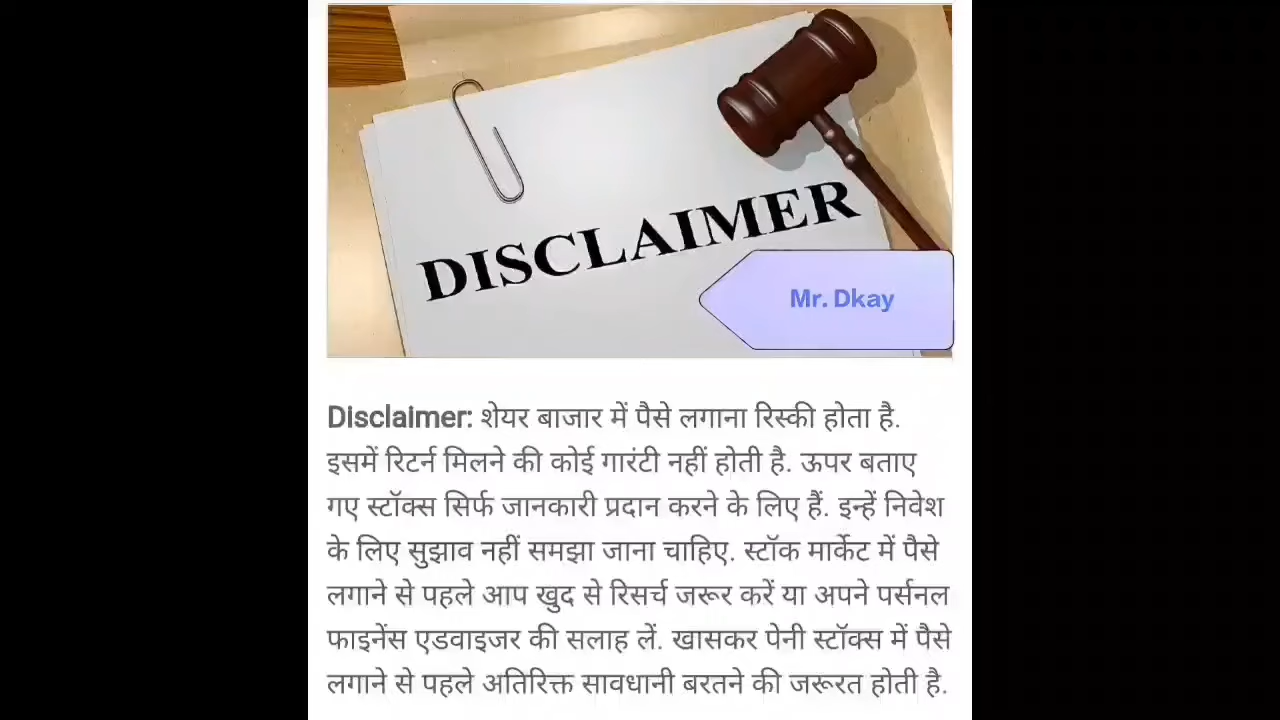 DISCLAIMER
Mr. Dkay
Disclaimer: शेयर बाजार में पैसे लगाना रिस्की होता है.
इसमें रिटर्न मिलने की कोई गारंटी नहीं होती है. ऊपर बताए
गए स्टॉक्स सिर्फ जानकारी प्रदान करने के लिए हैं. इन्हें निवेश
के लिए सुझाव नहीं समझा जाना चाहिए. स्टॉक मार्केट में पैसे
लगाने से पहले आप खुद से रिसर्च जरूर करें या अपने पर्सनल
फाइनेंस एडवाइजर की सलाह लें. खासकर पेनी स्टॉक्स में पैसे
लगाने से पहले अतिरिक्त सावधानी बरतने की जरूरत होती है.